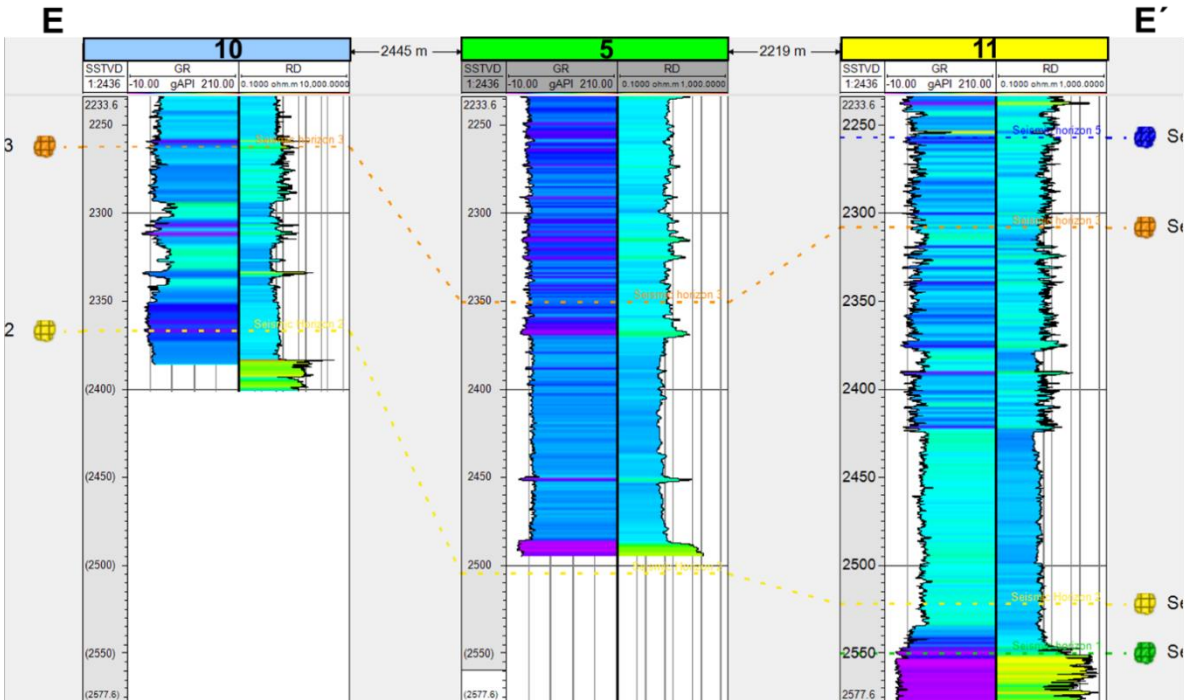 E
E´
10
2445 m
5
2219 m
11
SSTVD
GR
RD
1:2436
-10.00 gAPI 210.00
0.1000 ohm.m 10,000.0000
SSTVD
GR
RD
-10.00 gAPI 210.00
0.1000 ohm.m 1,000.0000
SSTVD
GR
RD
1:2436
-10.00 gAPI 210.00
0.1000 ohm.m 1,000.0000
3
2
2233.6
2250
2300
2350
(2400)
(2450)
(2500)
(2550)
(2577.6)
Seismic horizon 3
Seismic horizon 2
2233.6
2250
2300
2350
2400
2450
2500
(2550)
(2577.6)
Seismic horizon 3
2233.6
2250
2300
2350
2400
2450
2500
2550
2577.6
Seismic horizon 5
Seismic horizon 3
Seismic Horizon 2
Seismic horizon 1
Se
Se
Se
Se